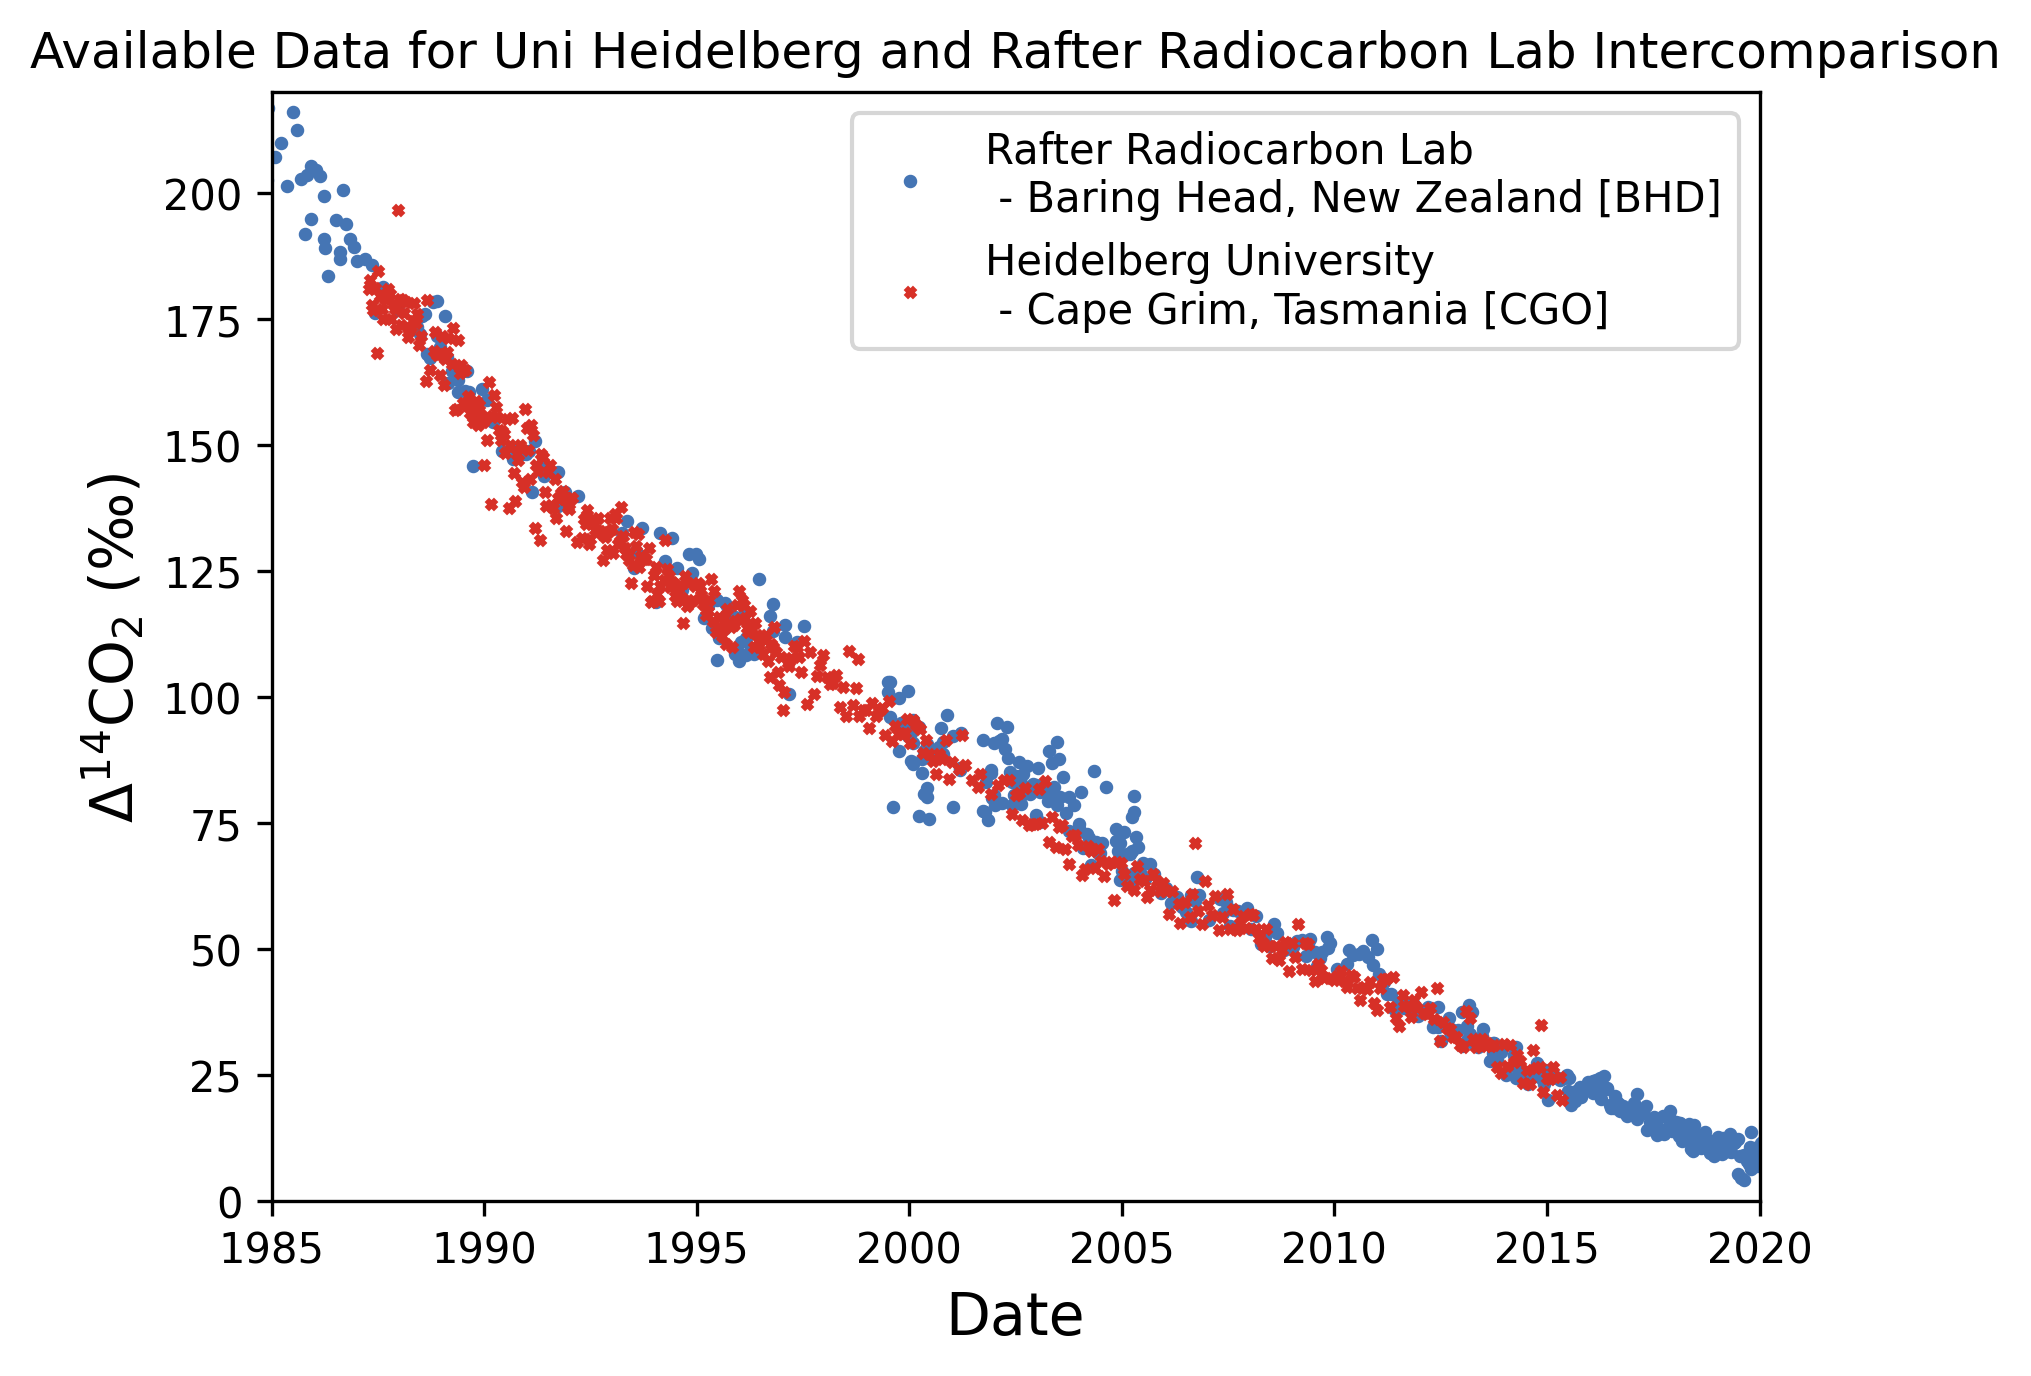 Available Data for Uni Heidelberg and Rafter Radiocarbon Lab Intercomparison
Rafter Radiocarbon Lab
- Baring Head, New Zealand [BHD]
Heidelberg University
- Cape Grim, Tasmania [CGO]
Δ¹⁴CO₂ (‰)
200
175
150
125
100
75
50
25
0
1985 1990 1995 2000 2005 2010 2015 2020
Date